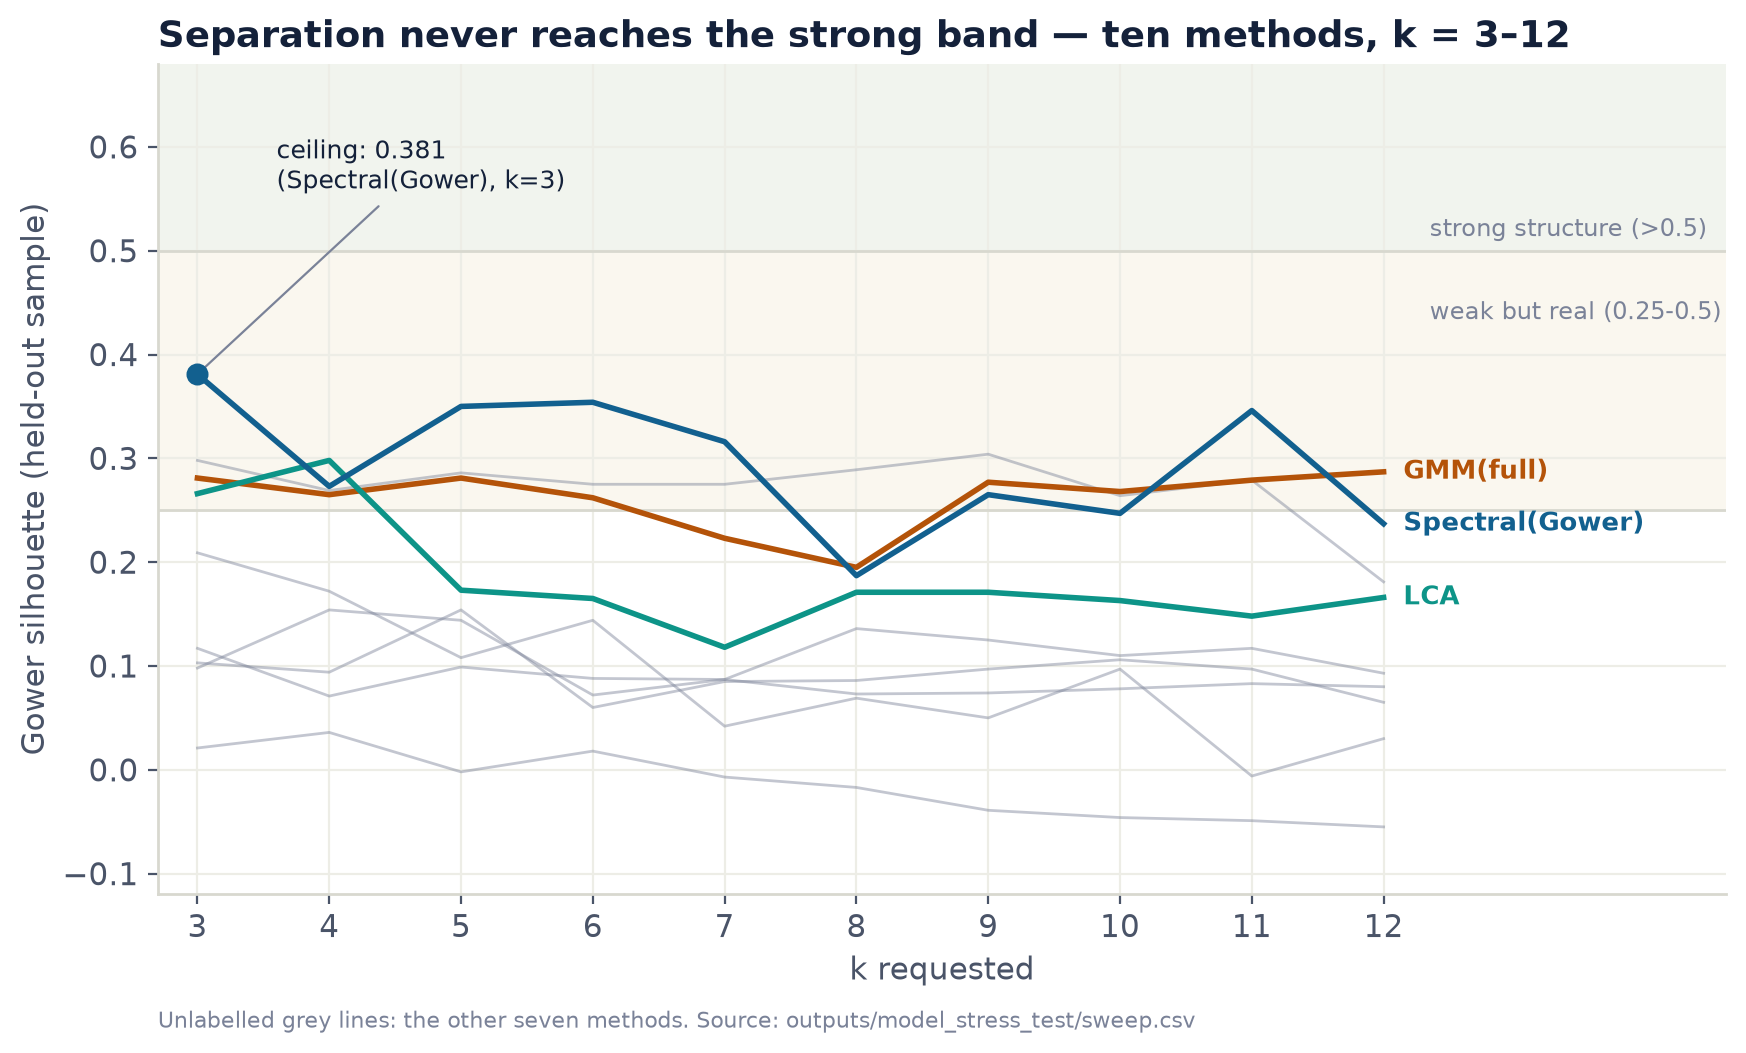 Separation never reaches the strong band — ten methods, k = 3–12
ceiling: 0.381
(Spectral(Gower), k=3)
strong structure (>0.5)
weak but real (0.25-0.5)
GMM(full)
Spectral(Gower)
LCA
Gower silhouette (held-out sample)
0.6
0.5
0.4
0.3
0.2
0.1
0.0
−0.1
3 4 5 6 7 8 9 10 11 12
k requested
Unlabelled grey lines: the other seven methods. Source: outputs/model_stress_test/sweep.csv